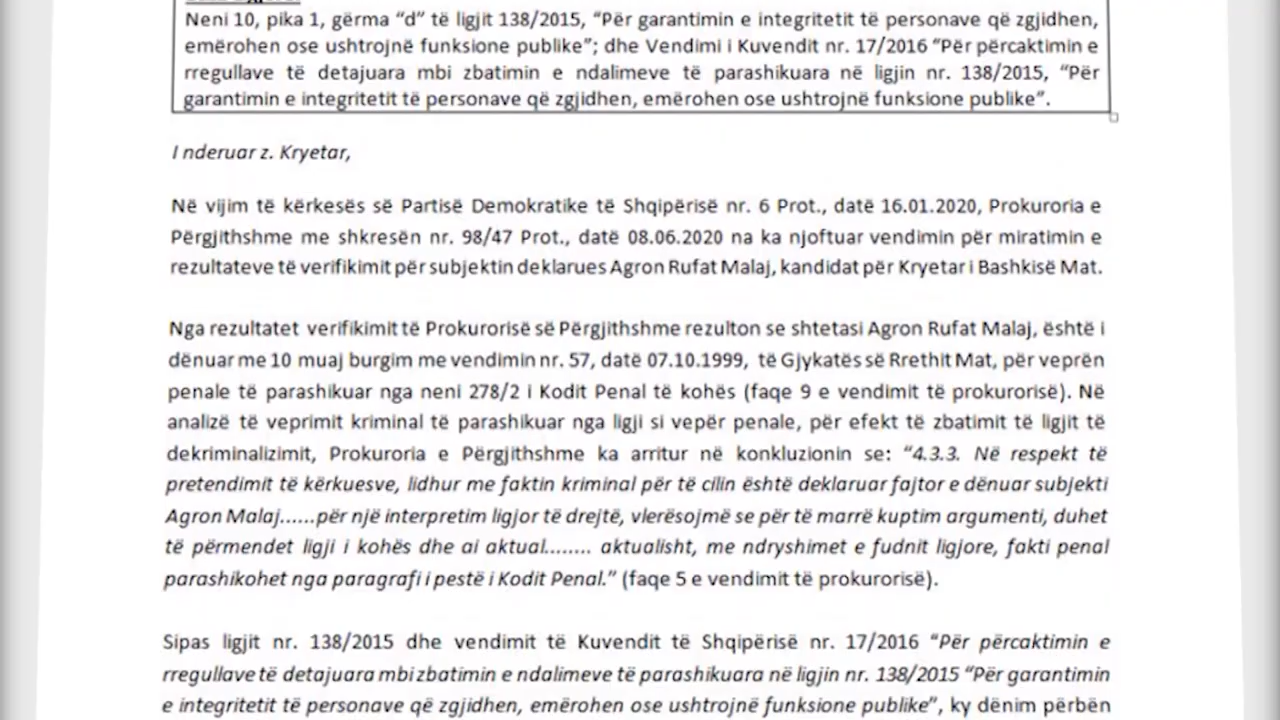 Neni 10, pika 1, gërma “d” të ligjit 138/2015, “Për garantimin e integritetit të personave që zgjidhen,
emërohen ose ushtrojnë funksione publike”; dhe Vendimi i Kuvendit nr. 17/2016 “Për përcaktimin e
rregullave të detajuara mbi zbatimin e ndalimeve të parashikuara në ligjin nr. 138/2015, “Për
garantimin e integritetit të personave që zgjidhen, emërohen ose ushtrojnë funksione publike”.
I nderuar z. Kryetar,
Në vijim të kërkesës së Partisë Demokratike të Shqipërisë nr. 6 Prot., datë 16.01.2020, Prokuroria e
Përgjithshme me shkresën nr. 98/47 Prot., datë 08.06.2020 na ka njoftuar vendimin për miratimin e
rezultateve të verifikimit për subjektin deklarues Agron Rufat Malaj, kandidat për Kryetar i Bashkisë Mat.
Nga rezultatet verifikimit të Prokurorisë së Përgjithshme rezulton se shtetasi Agron Rufat Malaj, është i
dënuar me 10 muaj burgim me vendimin nr. 57, datë 07.10.1999, të Gjykatës së Rrethit Mat, për veprën
penale të parashikuar nga neni 278/2 i Kodit Penal të kohës (faqe 9 e vendimit të prokurorisë). Në
analizë të veprimit kriminal të parashikuar nga ligji si vepër penale, për efekt të zbatimit të ligjit të
dekriminalizimit, Prokuroria e Përgjithshme ka arritur në konkluzionin se: “4.3.3. Në respekt të
pretendimit të kërkuesve, lidhur me faktin kriminal për të cilin është deklaruar fajtor e dënuar subjekti
Agron Malaj......për një interpretim ligjor të drejtë, vlerësojmë se për të marrë kuptim argumenti, duhet
të përmendet ligji i kohës dhe ai aktual........ aktualisht, me ndryshimet e fudnit ligjore, fakti penal
parashikohet nga paragrafi i pestë i Kodit Penal.” (faqe 5 e vendimit të prokurorisë).
Sipas ligjit nr. 138/2015 dhe vendimit të Kuvendit të Shqipërisë nr. 17/2016 “Për përcaktimin e
rregullave të detajuara mbi zbatimin e ndalimeve të parashikuara në ligjin nr. 138/2015 “Për garantimin
e integritetit të personave që zgjidhen, emërohen ose ushtrojnë funksione publike”, ky dënim përbën